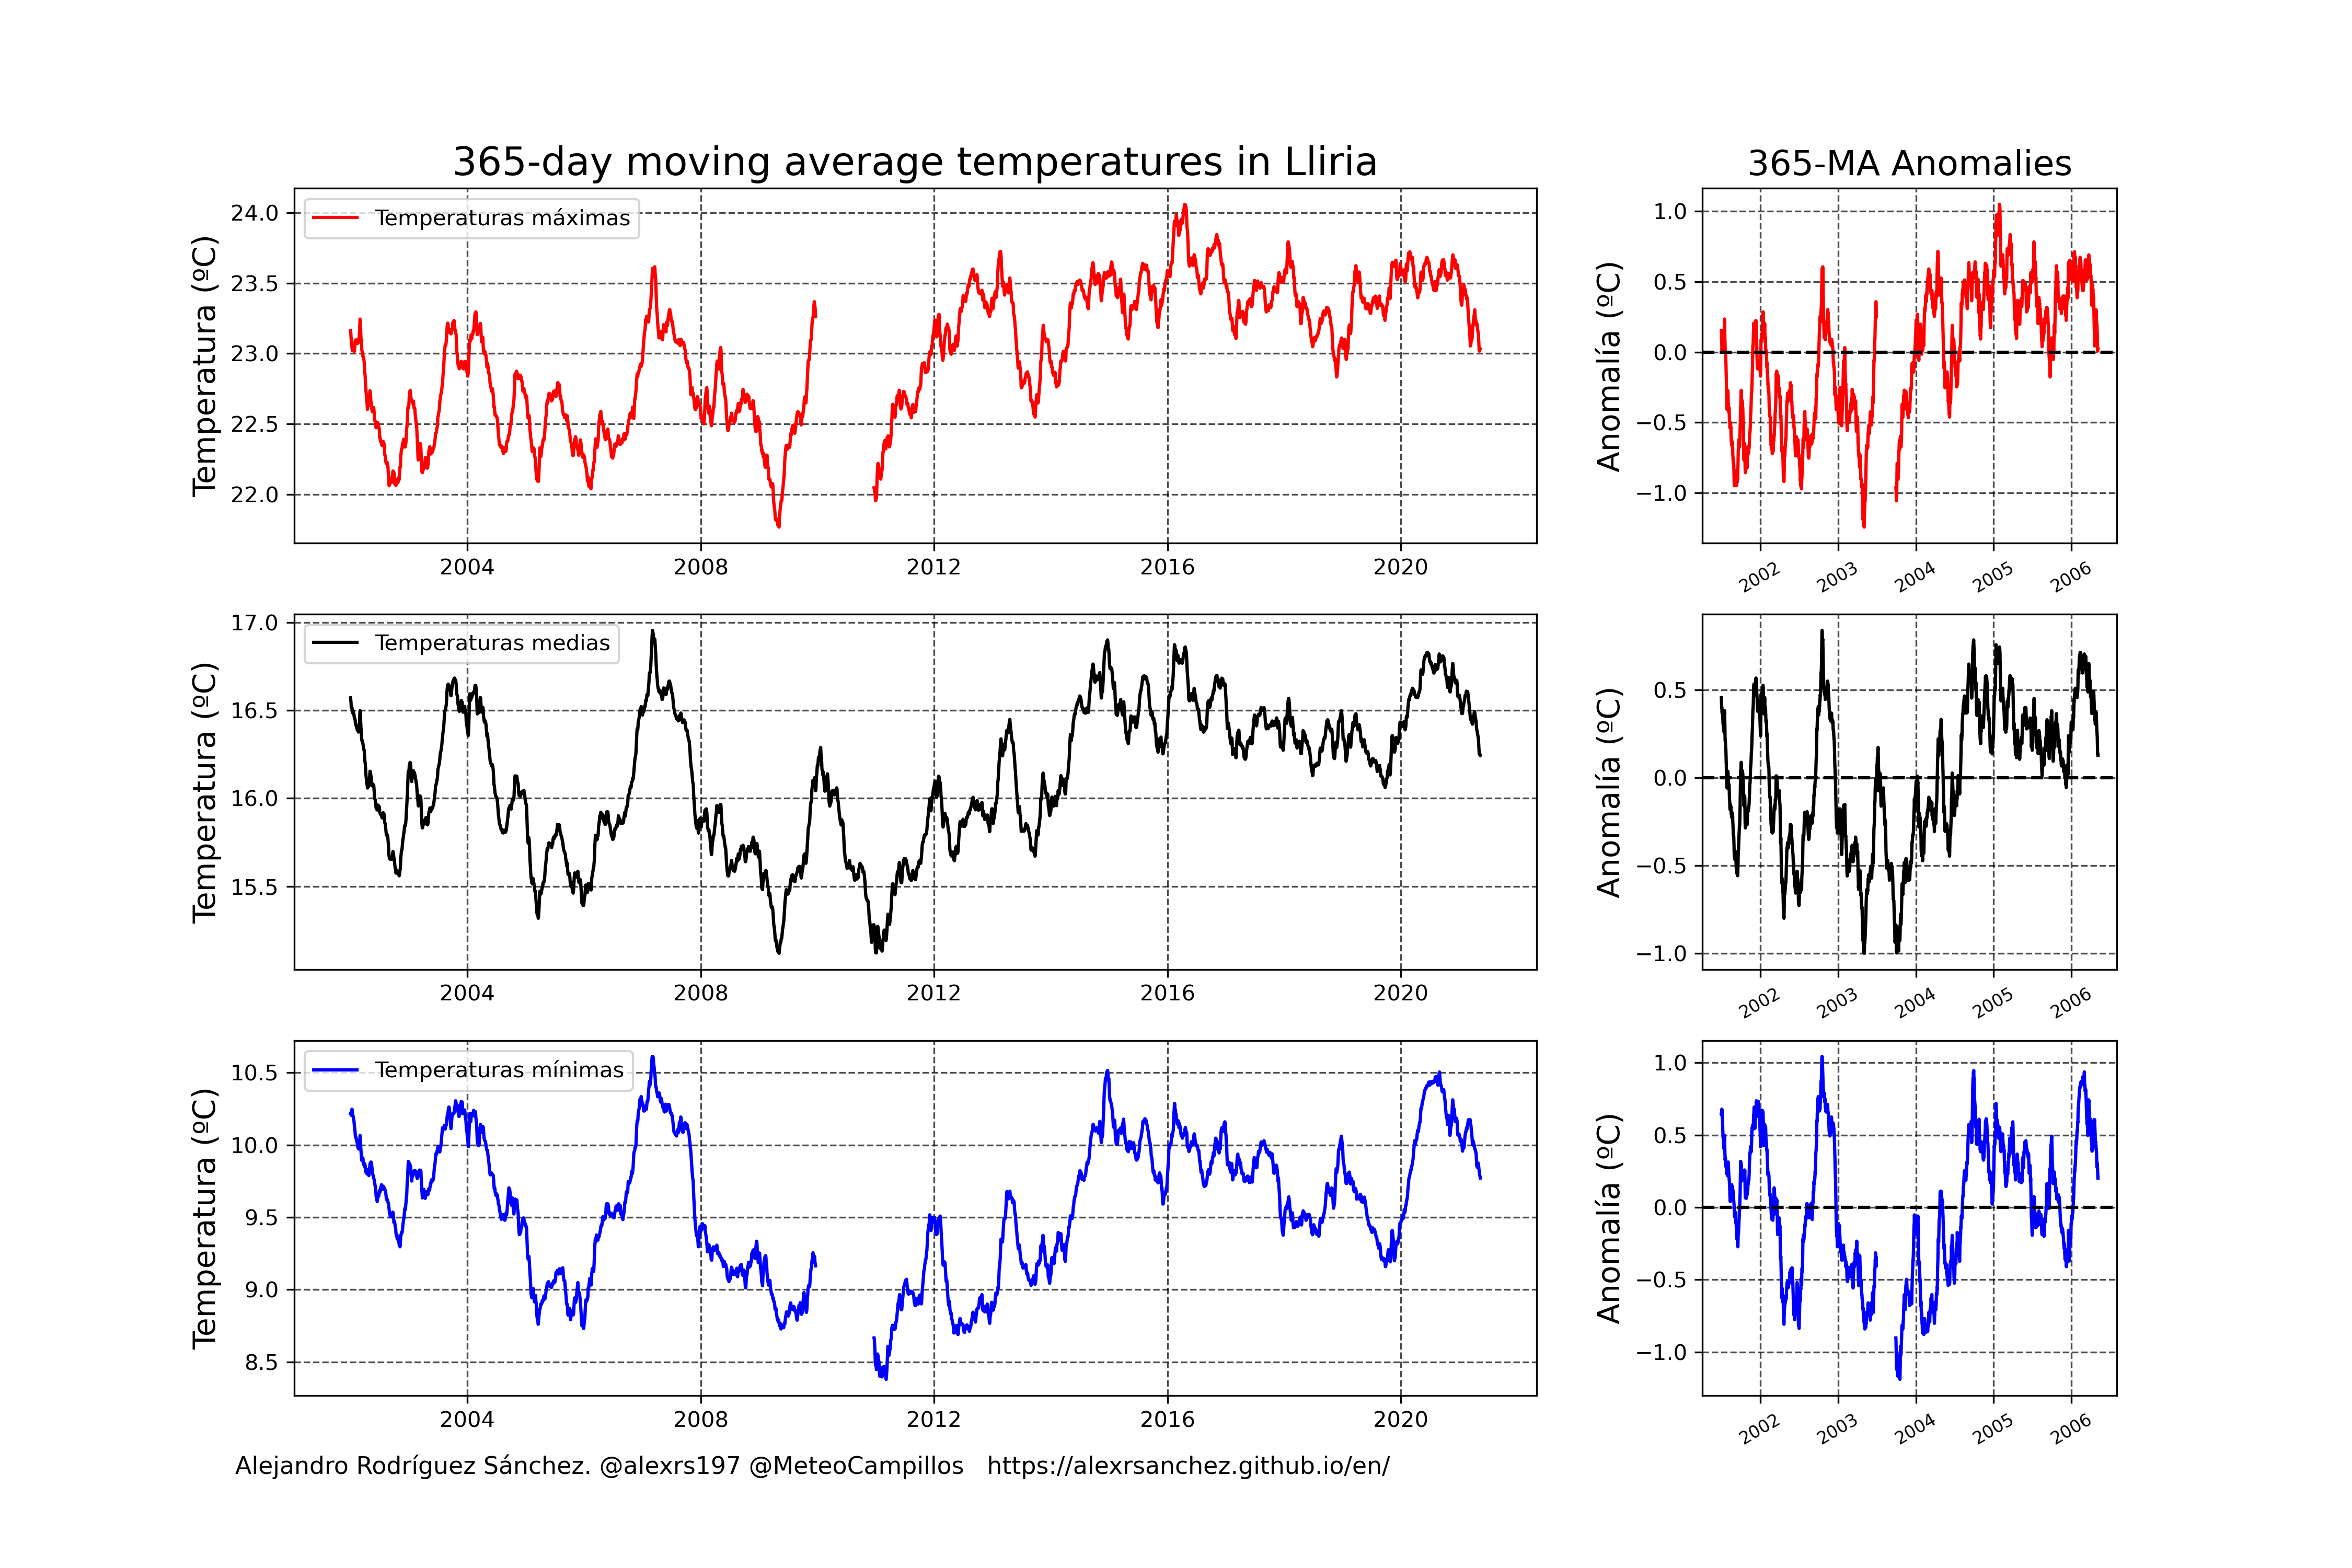 365-day moving average temperatures in Lliria
365-MA Anomalies
Temperatura (ºC)
24.0
23.5
23.0
22.5
22.0
Temperaturas máximas
2004 2008 2012 2016 2020
Anomalía (ºC)
1.0
0.5
0.0
−0.5
−1.0
2002 2003 2004 2005 2006
Temperatura (ºC)
17.0
16.5
16.0
15.5
Temperaturas medias
2004 2008 2012 2016 2020
Anomalía (ºC)
0.5
0.0
−0.5
−1.0
2002 2003 2004 2005 2006
Temperatura (ºC)
10.5
10.0
9.5
9.0
8.5
Temperaturas mínimas
2004 2008 2012 2016 2020
Anomalía (ºC)
1.0
0.5
0.0
−0.5
−1.0
2002 2003 2004 2005 2006
Alejandro Rodríguez Sánchez. @alexrs197 @MeteoCampillos https://alexrsanchez.github.io/en/